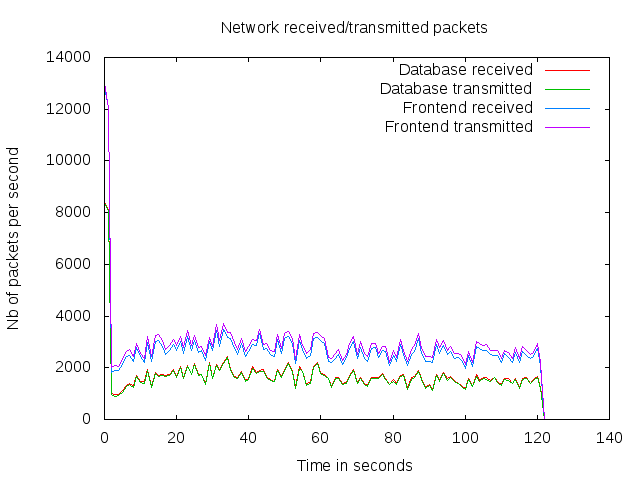 Network received/transmitted packets
Nb of packets per second
14000
12000
10000
8000
6000
4000
2000
0
Database received
Database transmitted
Frontend received
Frontend transmitted
0 20 40 60 80 100 120 140
Time in seconds